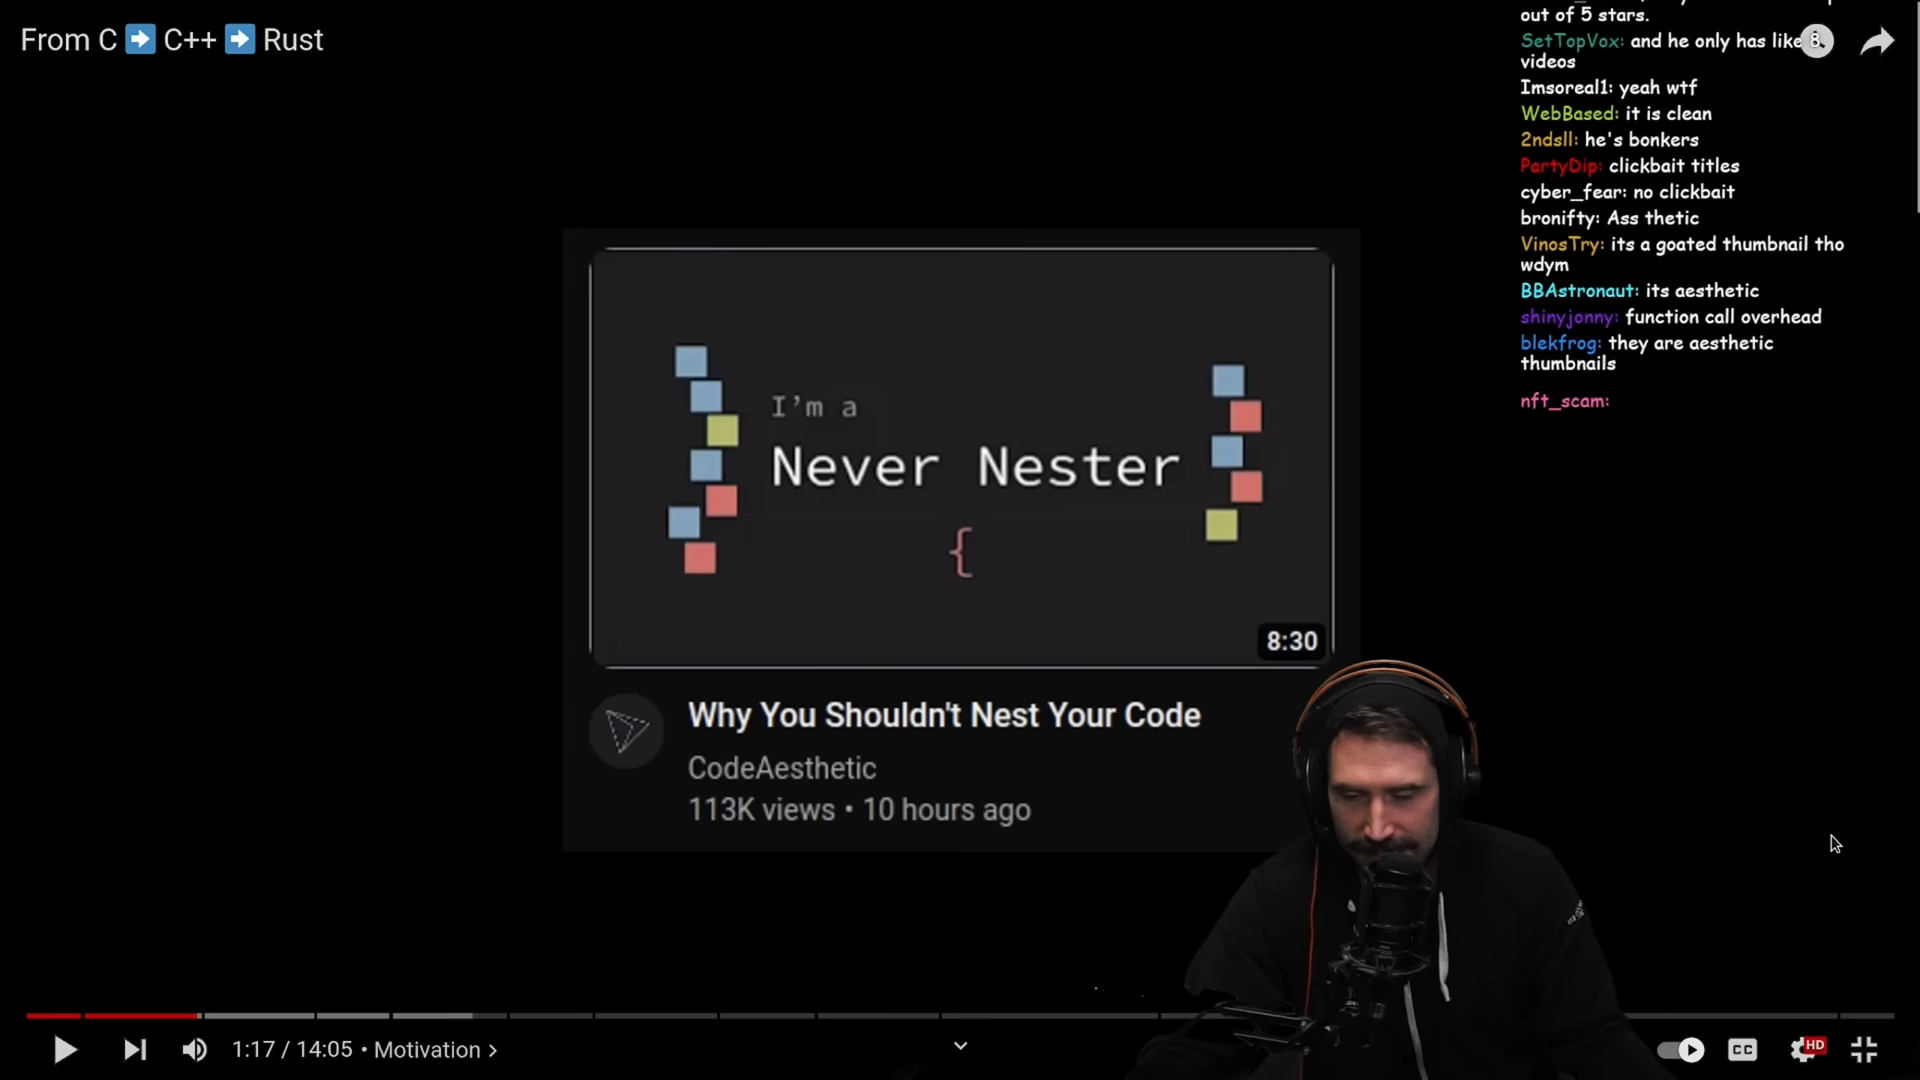 From C ➡ C++ ➡ Rust
out of 5 stars.
SetTopVox: and he only has like 8
videos
Imsoreal1: yeah wtf
WebBased: it is clean
2ndsll: he's bonkers
PartyDip: clickbait titles
cyber_fear: no clickbait
bronifty: Ass thetic
VinosTry: its a goated thumbnail tho
wdym
BBAstronaut: its aesthetic
shinyjonny: function call overhead
blekfrog: they are aesthetic
thumbnails
nft_scam:
I'm a
Never Nester
{
8:30
Why You Shouldn't Nest Your Code
CodeAesthetic
113K views • 10 hours ago
1:17 / 14:05 • Motivation >
CC
HD